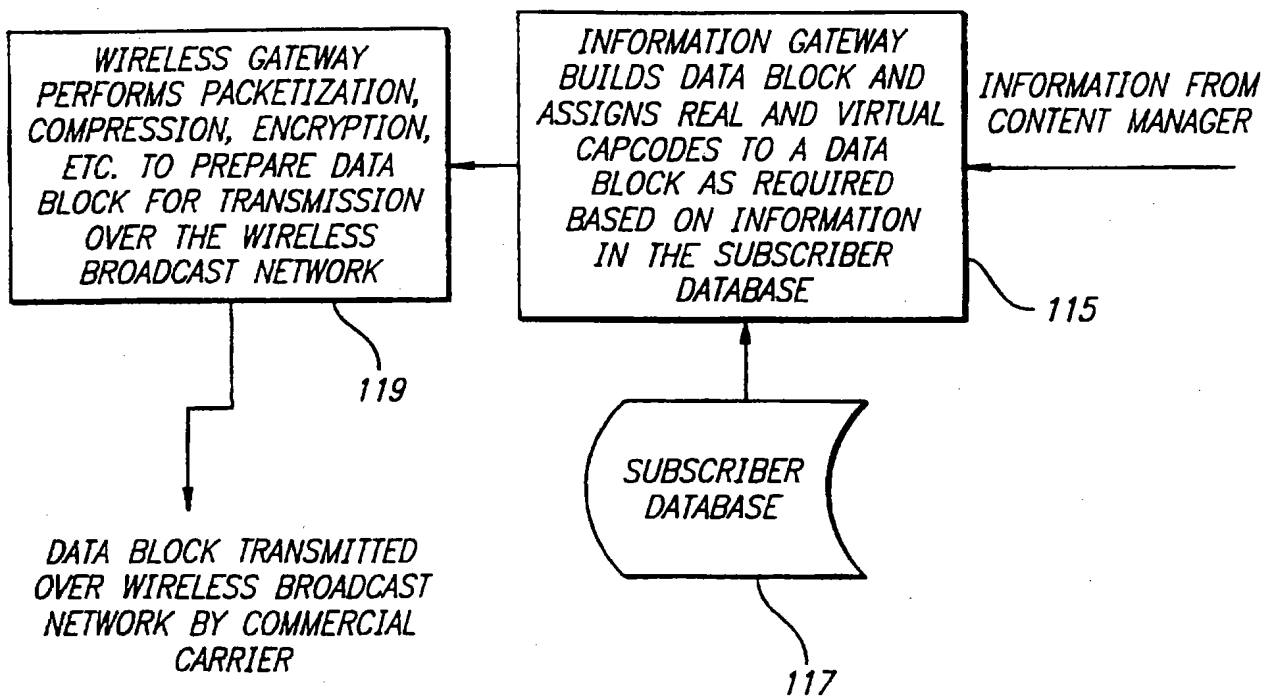 WIRELESS GATEWAY
PERFORMS PACKETIZATION,
COMPRESSION, ENCRYPTION,
ETC. TO PREPARE DATA
BLOCK FOR TRANSMISSION
OVER THE WIRELESS
BROADCAST NETWORK
119
INFORMATION GATEWAY
BUILDS DATA BLOCK AND
ASSIGNS REAL AND VIRTUAL
CAPCODES TO A DATA
BLOCK AS REQUIRED
BASED ON INFORMATION
IN THE SUBSCRIBER
DATABASE
115
INFORMATION FROM
CONTENT MANAGER
DATA BLOCK TRANSMITTED
OVER WIRELESS BROADCAST
NETWORK BY COMMERCIAL
CARRIER
SUBSCRIBER
DATABASE
117